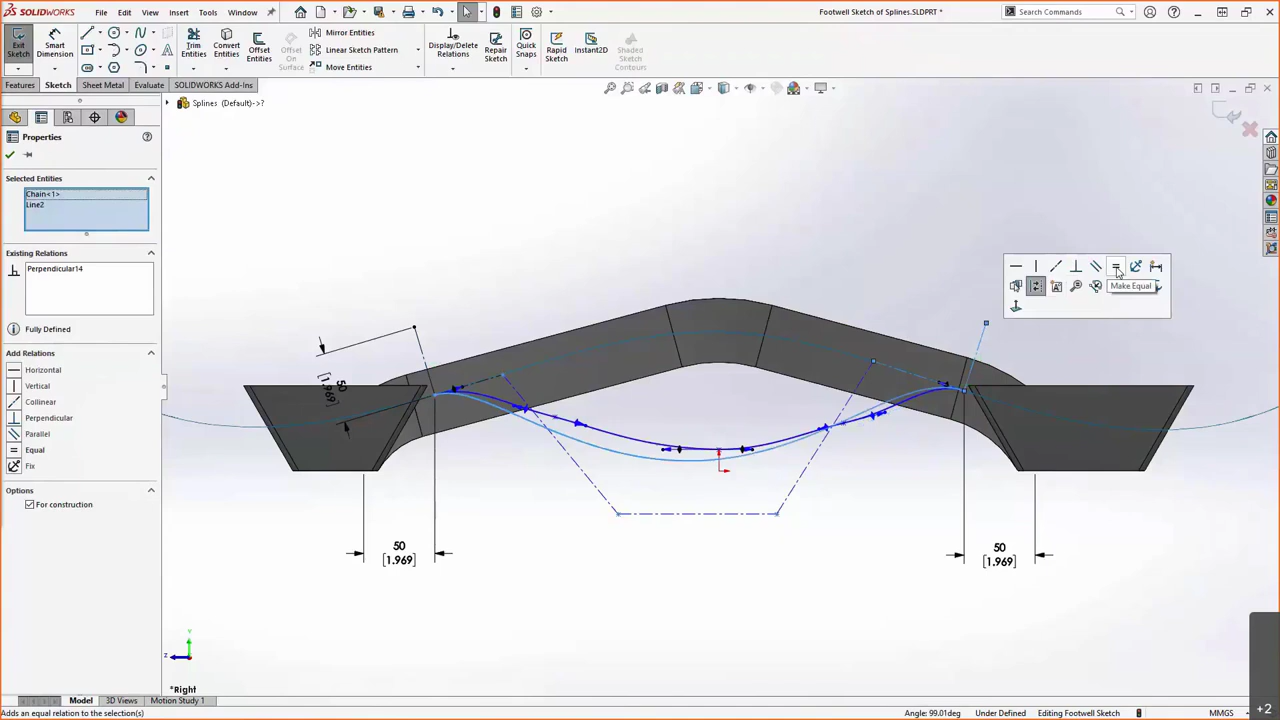 SOLIDWORKS
File Edit View Insert Tools Window
Footwell Sketch of Splines.SLDPRT *
Search Commands
Exit Sketch
Smart Dimension
Trim Entities
Convert Entities
Offset Entities
Offset On Surface
Mirror Entities
Linear Sketch Pattern
Move Entities
Display/Delete Relations
Repair Sketch
Quick Snaps
Rapid Sketch
Instant2D
Shaded Sketch Contours
Features Sketch Sheet Metal Evaluate SOLIDWORKS Add-Ins
Splines (Default)->?
Properties
Selected Entities
Chain<1>
Line2
Existing Relations
Perpendicular14
Fully Defined
Add Relations
Horizontal
Vertical
Collinear
Perpendicular
Parallel
Equal
Fix
Options
For construction
Make Equal
50
[1.969]
50
[1.969]
50
[1.969]
Y
Z
*Right
Model 3D Views Motion Study 1
Adds an equal relation to the selection(s)
Angle: 99.01deg Under Defined Editing Footwell Sketch MMGS
+2